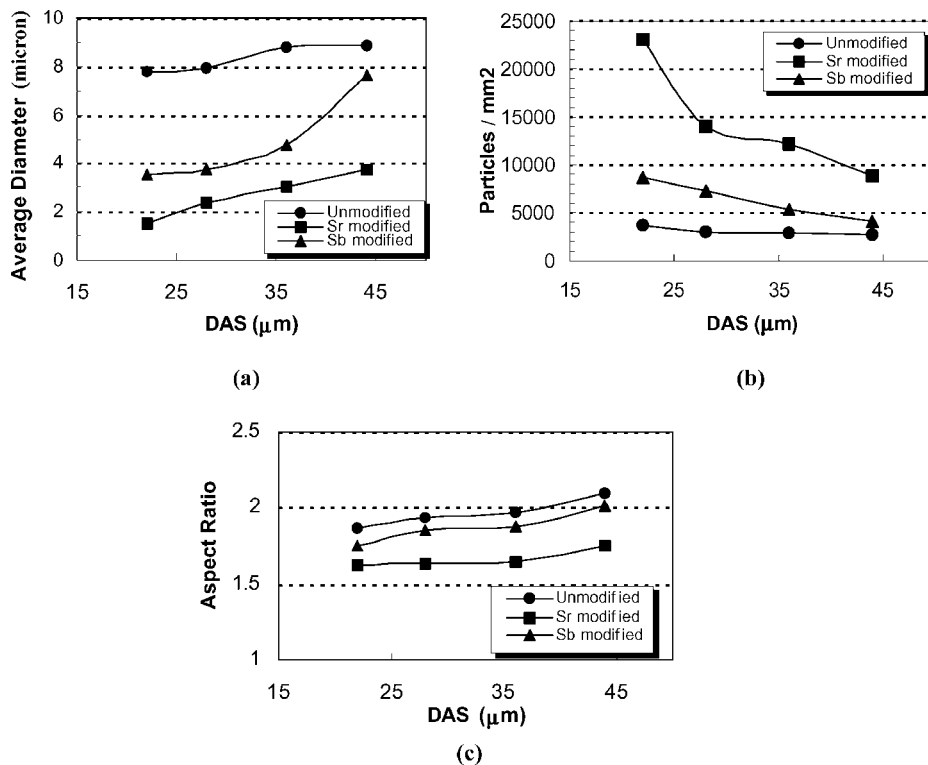 Average Diameter (micron)
10
8
6
4
2
0
Unmodified
Sr modified
Sb modified
15
25
35
45
DAS (μm)
(a)
Particles / mm2
25000
20000
15000
10000
5000
0
Unmodified
Sr modified
Sb modified
15
25
35
45
DAS (μm)
(b)
Aspect Ratio
2.5
2
1.5
1
Unmodified
Sr modified
Sb modified
15
25
35
45
DAS (μm)
(c)